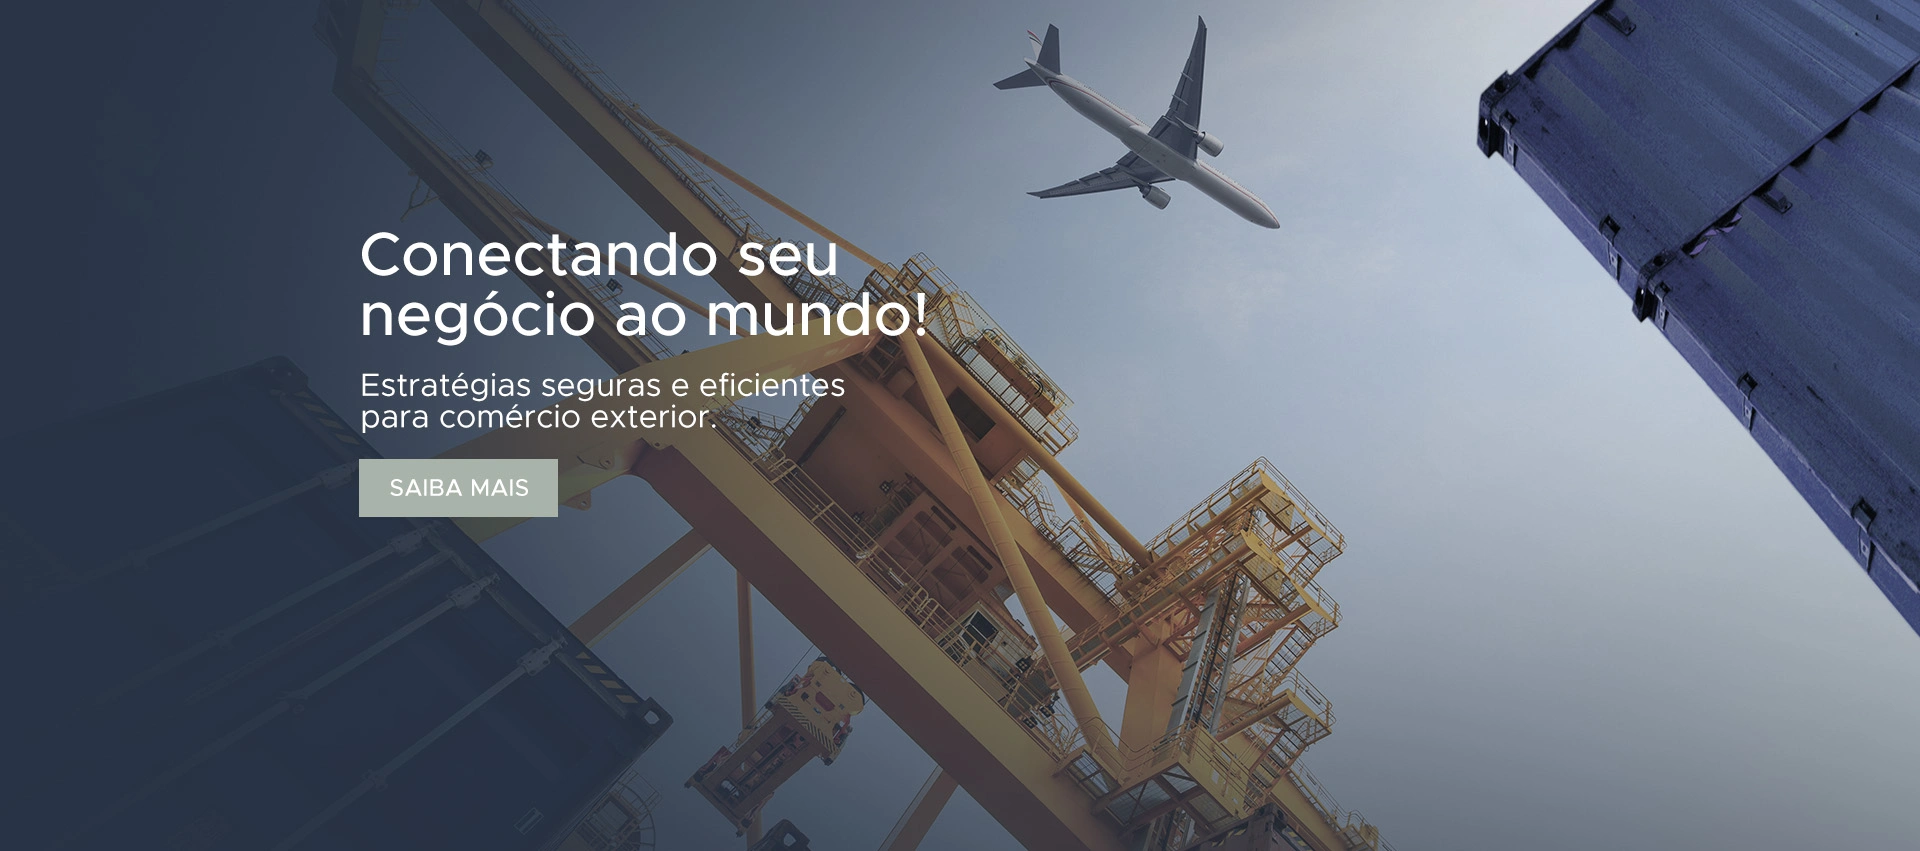 Conectando seu
negócio ao mundo!
Estratégias seguras e eficientes
para comércio exterior.
SAIBA MAIS